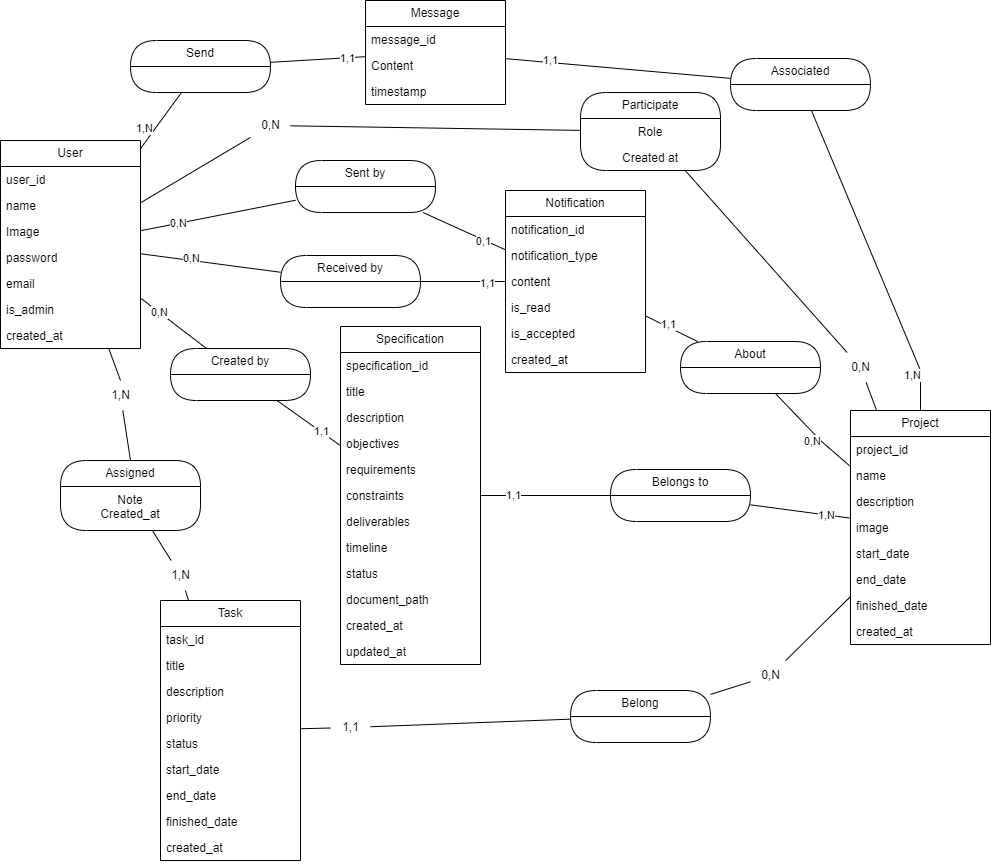 Message
message_id
Content
timestamp
Send
1,1
1,1
Associated
1,N
0,N
Participate
Role
Created at
User
user_id
name
Image
password
email
is_admin
created_at
Sent by
0,N
0,1
Received by
0,N
1,1
Notification
notification_id
notification_type
content
is_read
is_accepted
created_at
0,N
Created by
1,1
Specification
specification_id
title
description
objectives
requirements
constraints
deliverables
timeline
status
document_path
created_at
updated_at
1,1
About
0,N
0,N
1,N
Project
project_id
name
description
image
start_date
end_date
finished_date
created_at
1,N
Assigned
Note
Created_at
1,N
1,1
Belongs to
1,N
Task
task_id
title
description
priority
status
start_date
end_date
finished_date
created_at
1,1
Belong
0,N